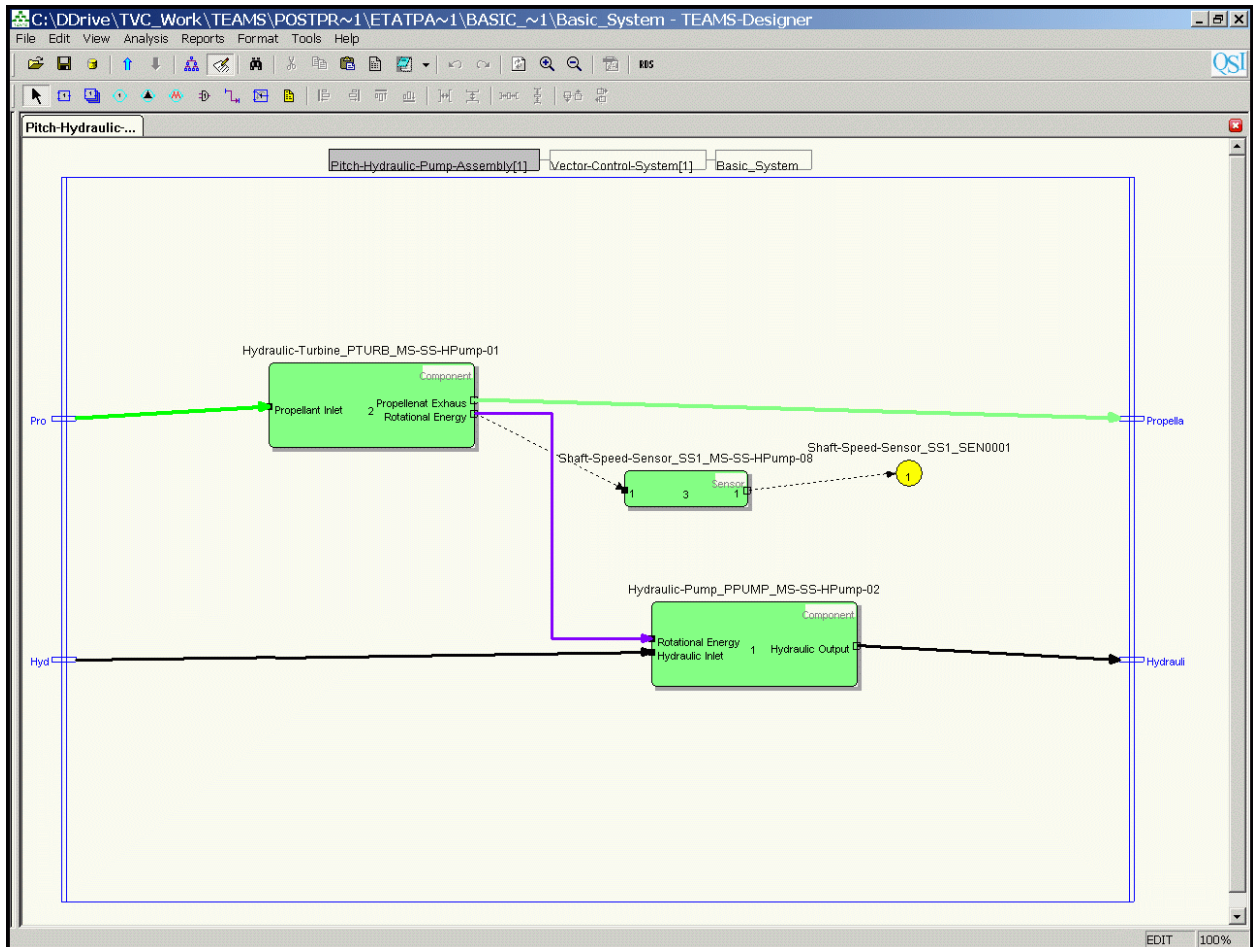 C:\DDrive\TVC_Work\TEAMS\POSTPR~1\ETATPA~1\BASIC_~1\Basic_System - TEAMS-Designer
File Edit View Analysis Reports Format Tools Help
RDS
QSI
Pitch-Hydraulic-...
Pitch-Hydraulic-Pump-Assembly[1] Vector-Control-System[1] Basic_System
Hydraulic-Turbine_PTURB_MS-SS-HPump-01
Component
Propellant Inlet 2 Propellenat Exhaus
Rotational Energy
Pro
Propella
Shaft-Speed-Sensor_SS1_MS-SS-HPump-08
Sensor
1 3 1
Shaft-Speed-Sensor_SS1_SEN0001
1
Hydraulic-Pump_PPUMP_MS-SS-HPump-02
Component
Rotational Energy
Hydraulic Inlet 1 Hydraulic Output
Hyd
Hydrauli
EDIT 100%